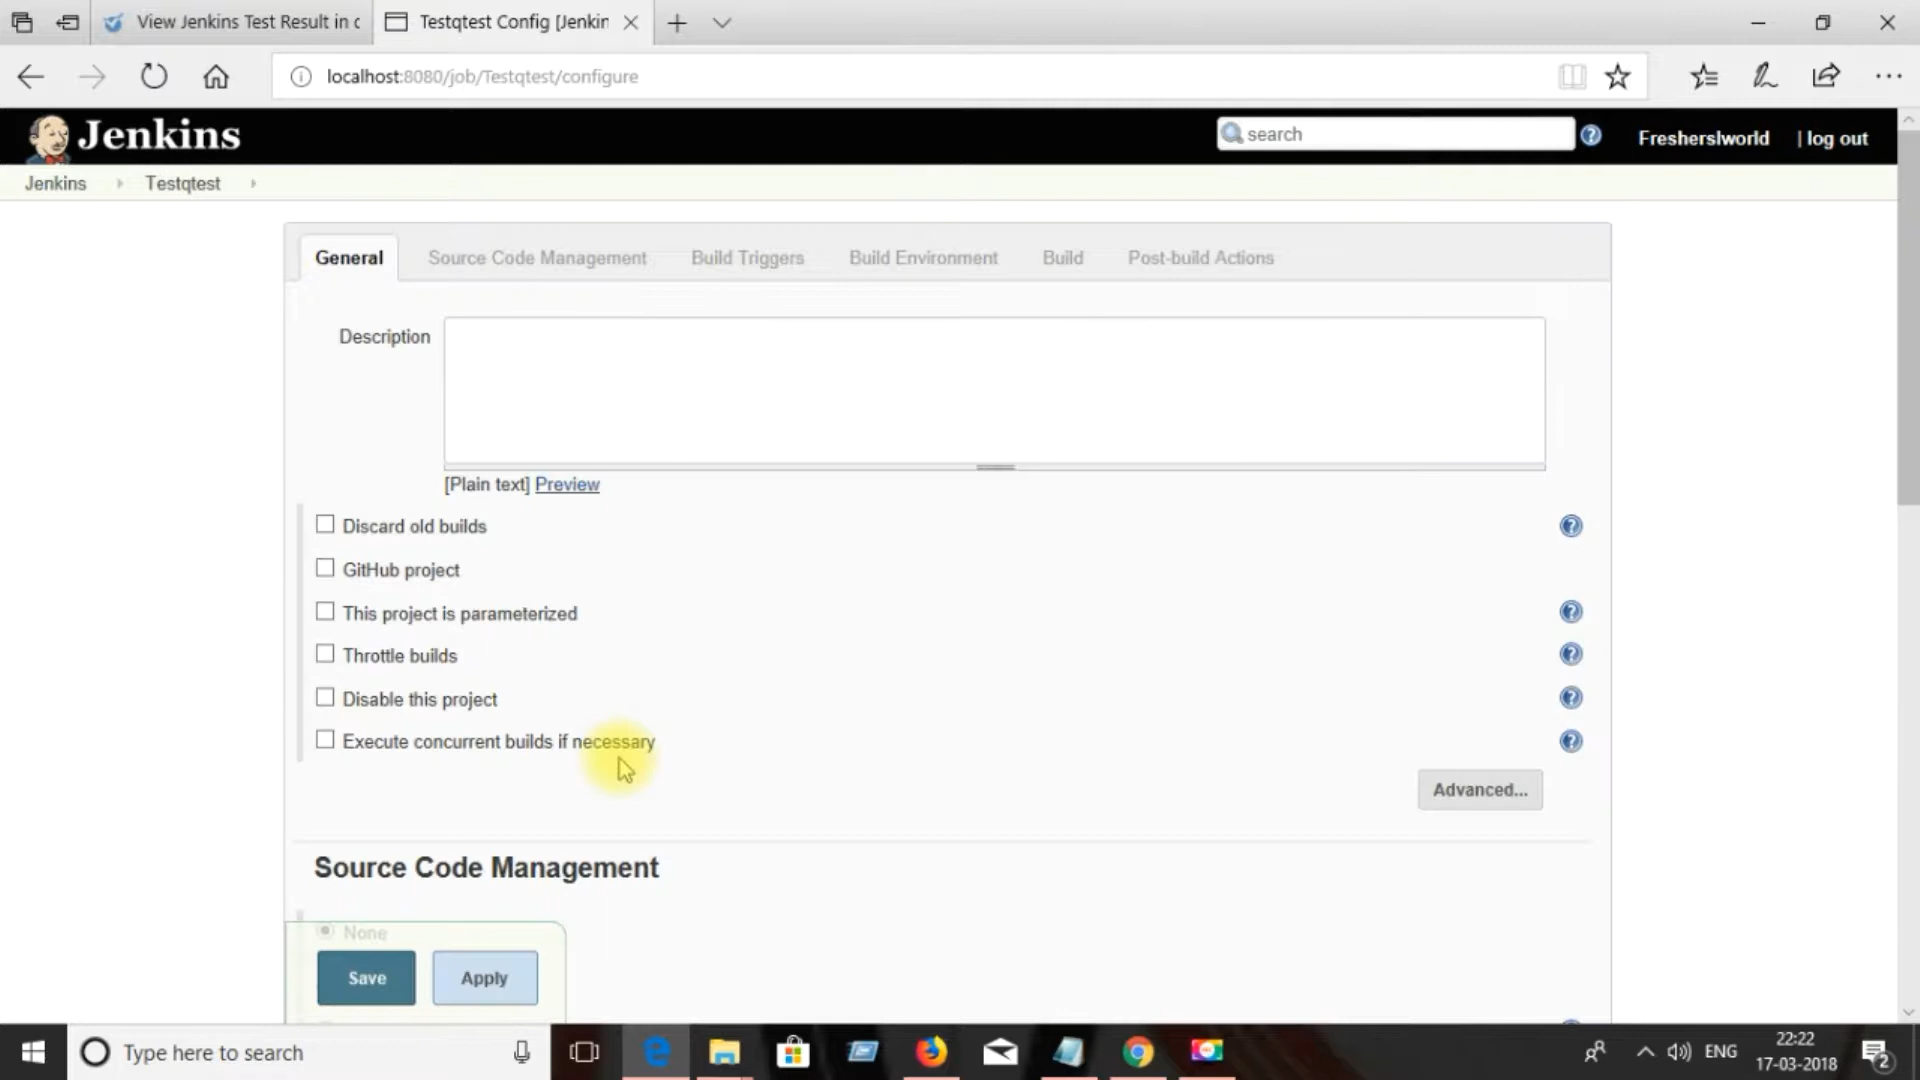 View Jenkins Test Result in c
Testqtest Config [Jenkin
localhost:8080/job/Testqtest/configure
Jenkins
search
Fresherslworld | log out
Jenkins Testqtest
General Source Code Management Build Triggers Build Environment Build Post-build Actions
Description
[Plain text] Preview
Discard old builds
GitHub project
This project is parameterized
Throttle builds
Disable this project
Execute concurrent builds if necessary
Advanced...
Source Code Management
None
Save Apply
Type here to search
ENG
22:22
17-03-2018
2